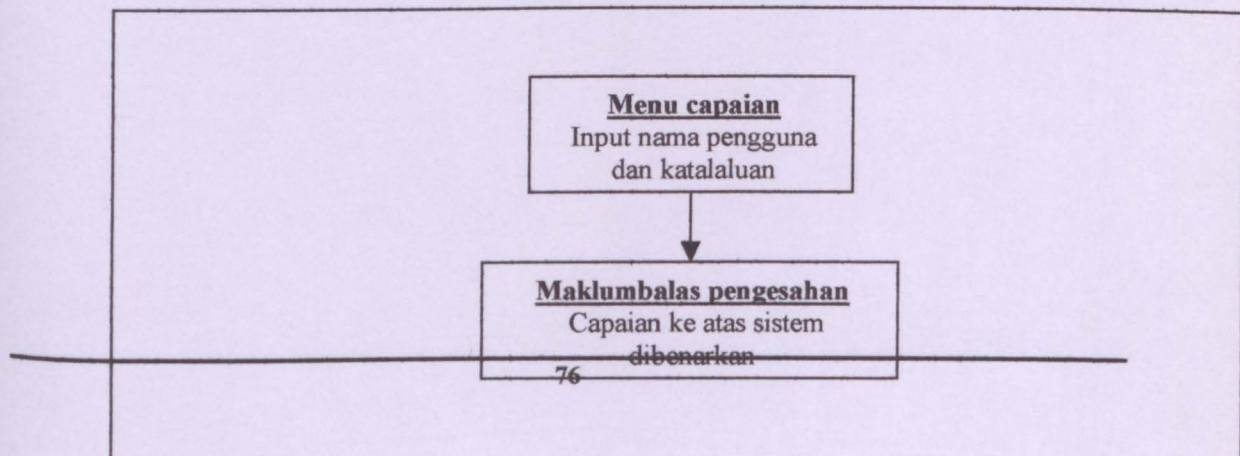 Menu capaian
Input nama pengguna
dan katalaluan
Maklumbalas pengesahan
Capaian ke atas sistem
dibenarkan
76